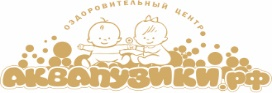 ОЗДОРОВИТЕЛЬНЫЙ ЦЕНТР
АКВАПУЗИКИ.РФ